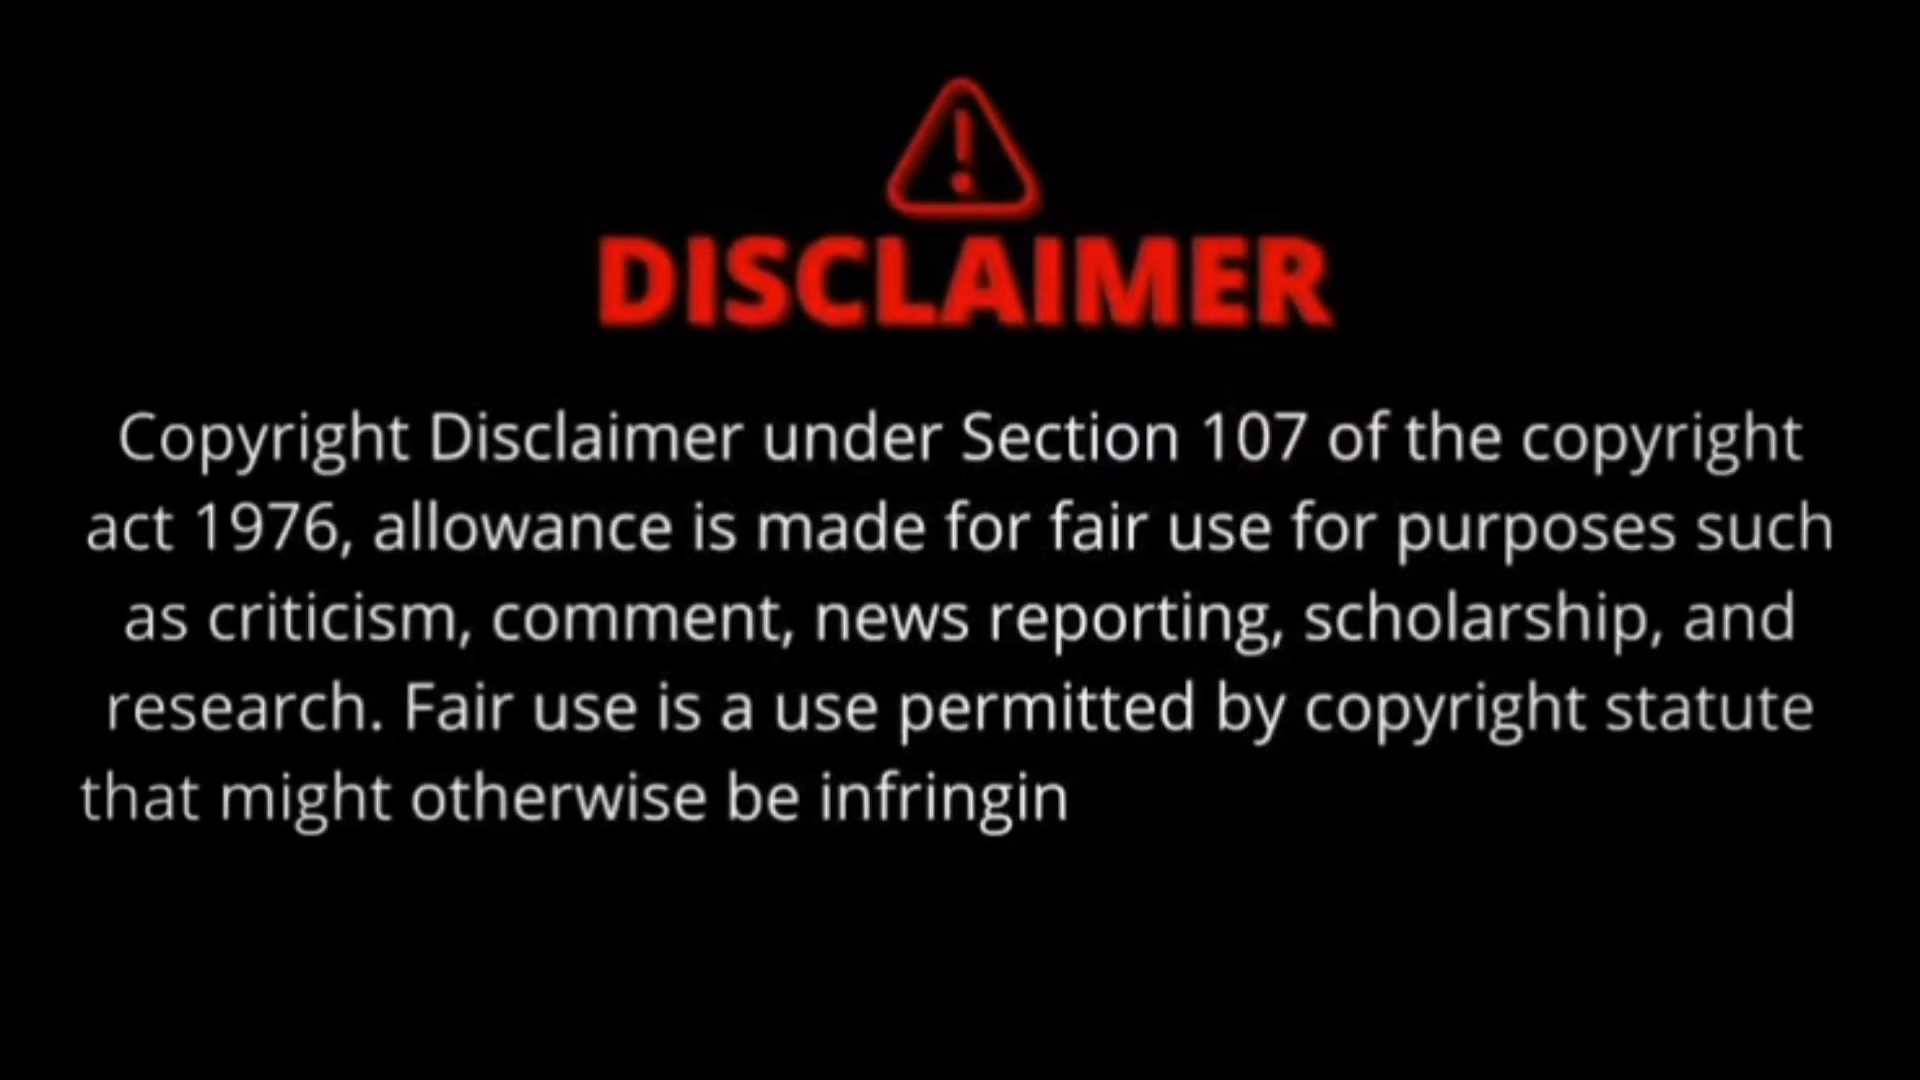 DISCLAIMER
Copyright Disclaimer under Section 107 of the copyright
act 1976, allowance is made for fair use for purposes such
as criticism, comment, news reporting, scholarship, and
research. Fair use is a use permitted by copyright statute
that might otherwise be infringin